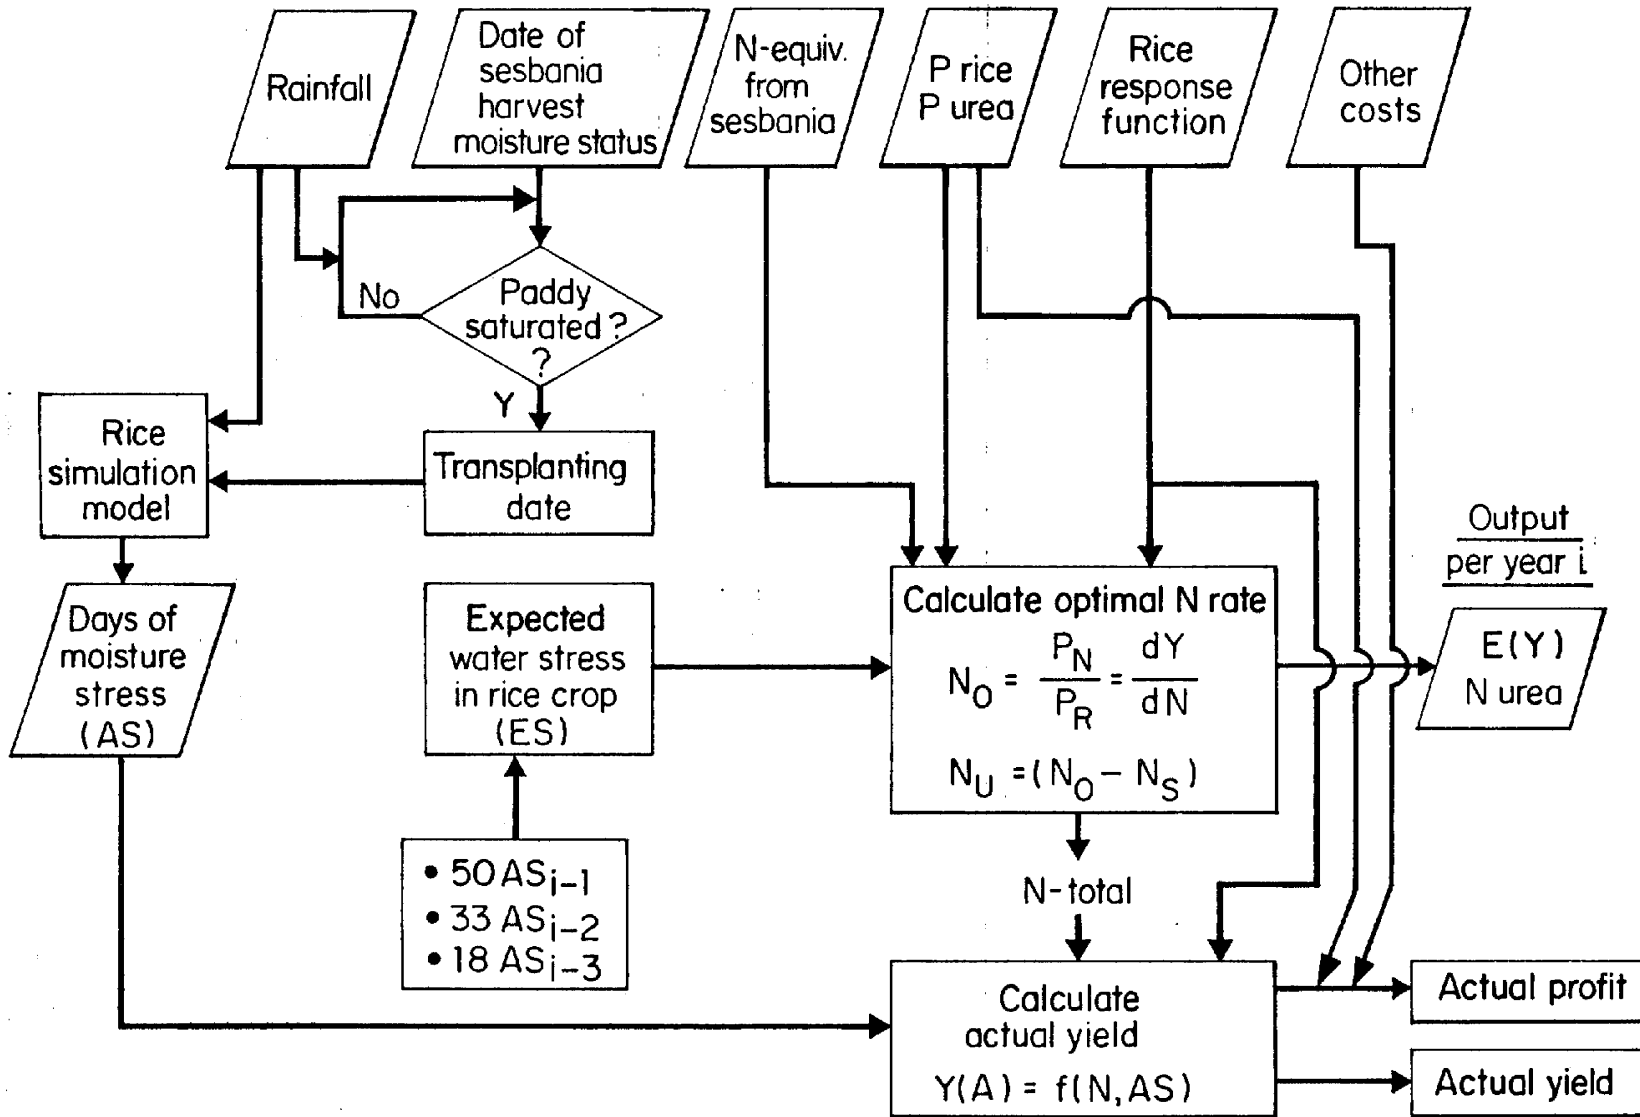 Rainfall
Date of
sesbania
harvest
moisture status
N-equiv.
from
sesbania
P rice
P urea
Rice
response
function
Other
costs
No
Paddy
saturated ?
?
Y
Rice
simulation
model
Transplanting
date
Output
per year i
Days of
moisture
stress
(AS)
Expected
water stress
in rice crop
(ES)
Calculate optimal N rate
N_O = P_N/P_R = dY/dN
N_U = (N_O − N_S)
E(Y)
N urea
• 50 AS_i−1
• 33 AS_i−2
• 18 AS_i−3
N-total
Calculate
actual yield
Y(A) = f(N, AS)
Actual profit
Actual yield